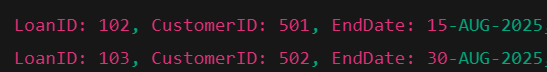 LoanID: 102, CustomerID: 501, EndDate: 15-AUG-2025
LoanID: 103, CustomerID: 502, EndDate: 30-AUG-2025